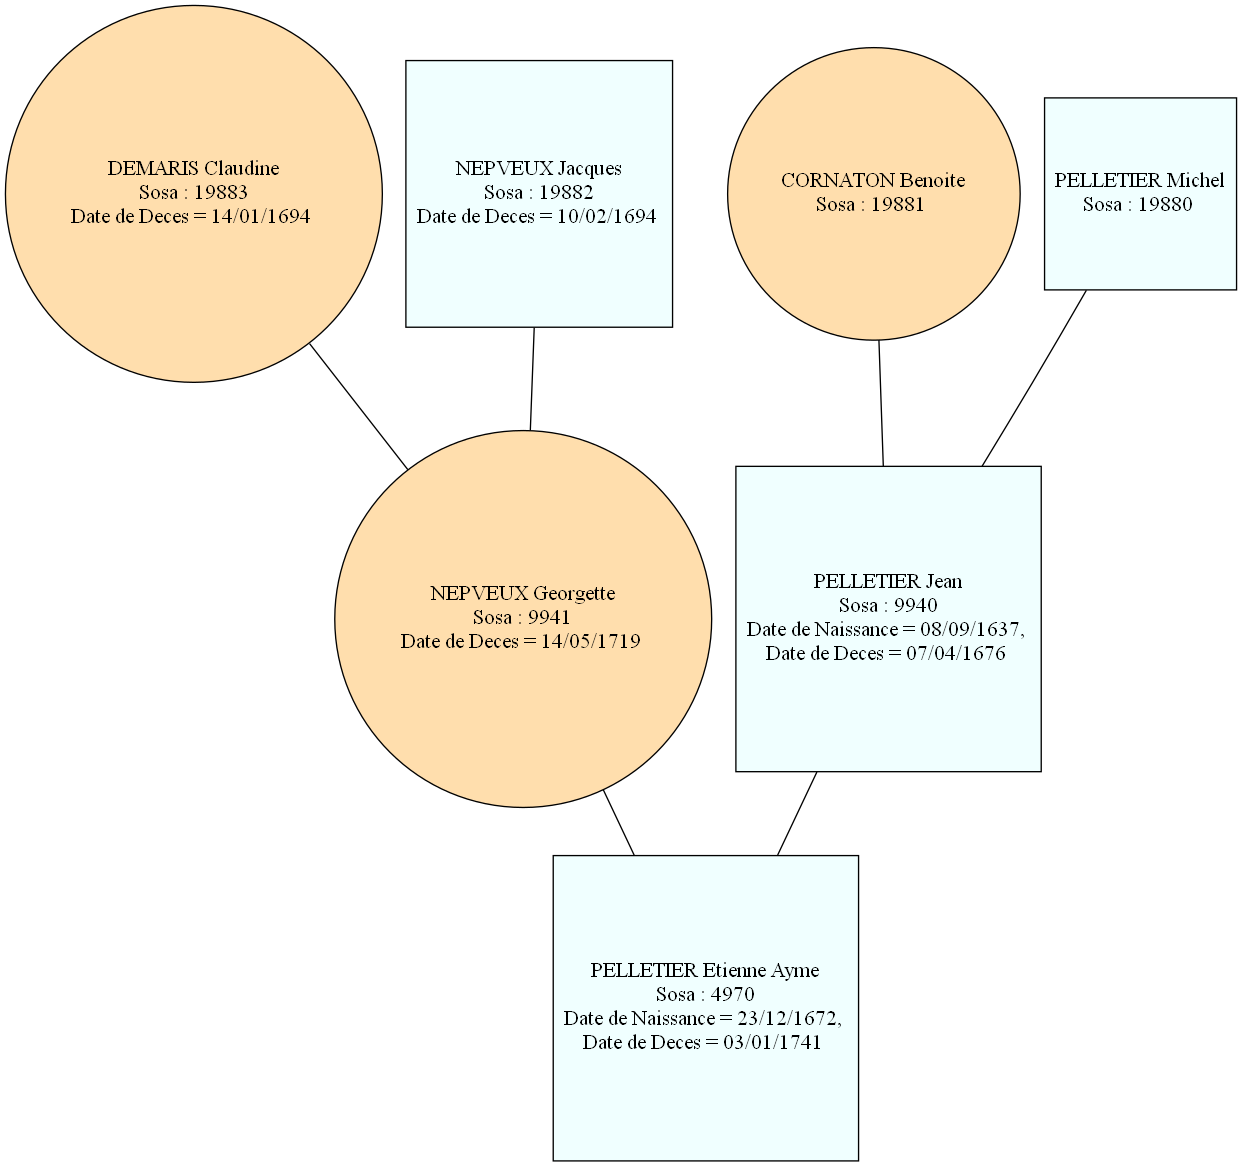 DEMARIS Claudine
Sosa : 19883
Date de Deces = 14/01/1694
NEPVEUX Jacques
Sosa : 19882
Date de Deces = 10/02/1694
CORNATON Benoite
Sosa : 19881
PELLETIER Michel
Sosa : 19880
NEPVEUX Georgette
Sosa : 9941
Date de Deces = 14/05/1719
PELLETIER Jean
Sosa : 9940
Date de Naissance = 08/09/1637,
Date de Deces = 07/04/1676
PELLETIER Etienne Ayme
Sosa : 4970
Date de Naissance = 23/12/1672,
Date de Deces = 03/01/1741